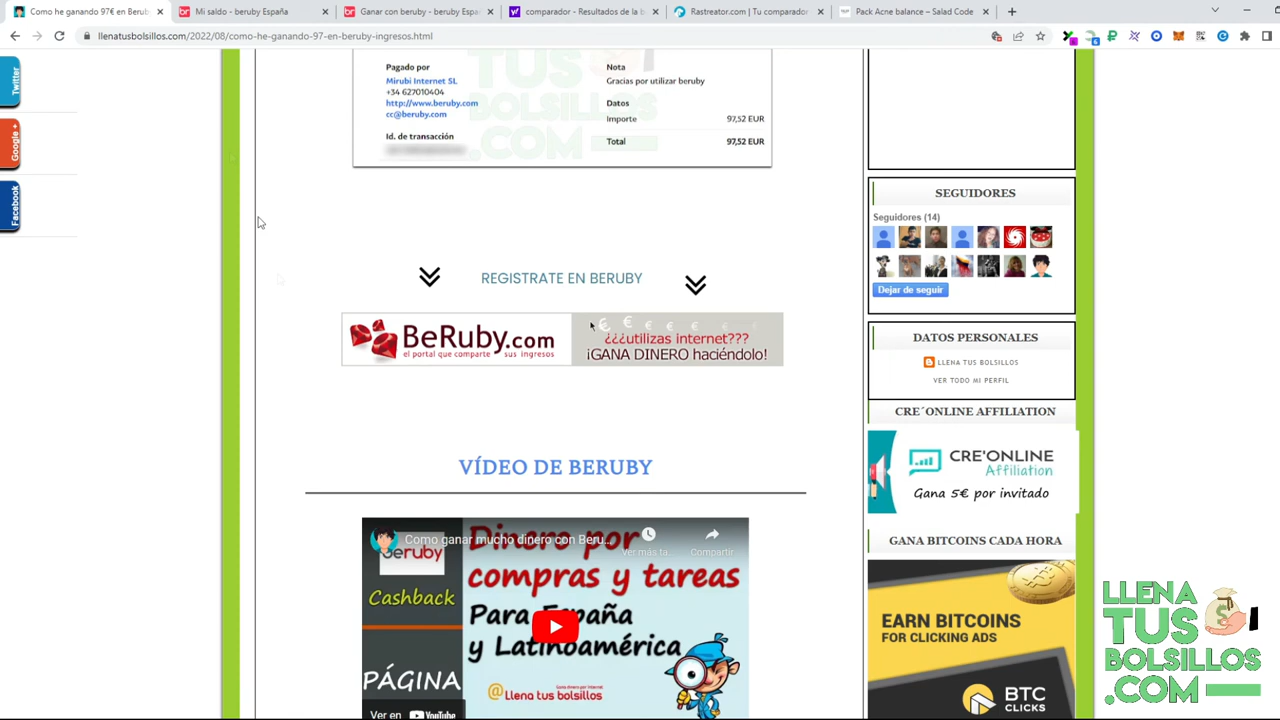 Como he ganando 97€ en Berub
Mi saldo - beruby España
Ganar con beruby - beruby Espa
comparador - Resultados de la b
Rastreator.com | Tu comparado
Pack Acne balance – Salad Code
llenatusbolsillos.com/2022/08/como-he-ganando-97-en-beruby-ingresos.html
Twitter
Google +
Facebook
Pagado por
Mirubi Internet SL
+34 627010404
http://www.beruby.com
cc@beruby.com
Id. de transacción
Nota
Gracias por utilizar beruby
Datos
Importe 97,52 EUR
Total 97,52 EUR
TUS
BOLSILLOS
.COM
REGISTRATE EN BERUBY
BeRuby.com
el portal que comparte sus ingresos
¿¿¿utilizas internet???
¡GANA DINERO haciéndolo!
VÍDEO DE BERUBY
Como ganar mucho dinero con Beru...
Ver más ta...
Compartir
beruby
Cashback
PÁGINA
Dinero por
compras y tareas
Para España
y Latinoamérica
@Llena tus bolsillos
Ver en YouTube
SEGUIDORES
Seguidores (14)
Dejar de seguir
DATOS PERSONALES
LLENA TUS BOLSILLOS
VER TODO MI PERFIL
CRE´ONLINE AFFILIATION
CRE'ONLINE
Affiliation
Gana 5€ por invitado
GANA BITCOINS CADA HORA
EARN BITCOINS
FOR CLICKING ADS
BTC
CLICKS
LLENA
TUS
BOLSILLOS
.COM